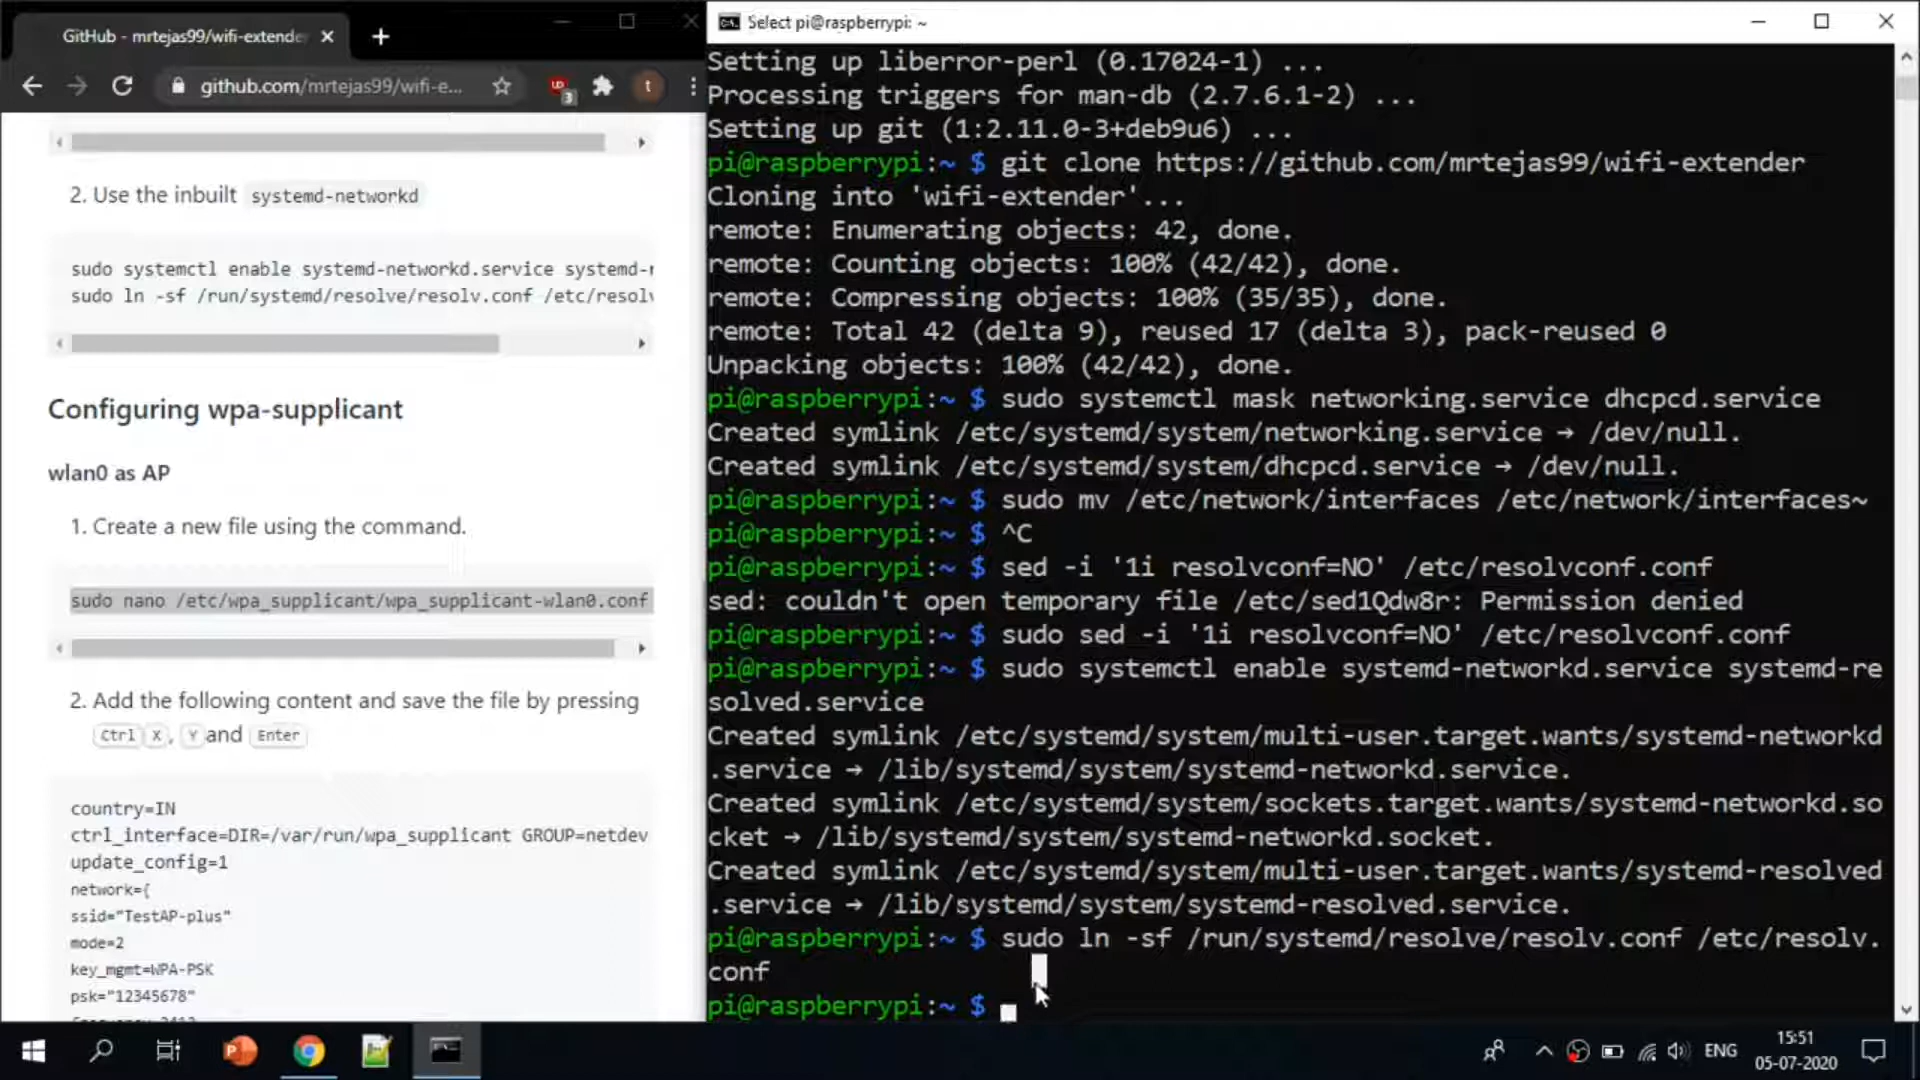 GitHub - mrtejas99/wifi-extende
github.com/mrtejas99/wifi-e...
3
t
2. Use the inbuilt systemd-networkd
sudo systemctl enable systemd-networkd.service systemd-r
sudo ln -sf /run/systemd/resolve/resolv.conf /etc/resolv
Configuring wpa-supplicant
wlan0 as AP
1. Create a new file using the command.
sudo nano /etc/wpa_supplicant/wpa_supplicant-wlan0.conf
2. Add the following content and save the file by pressing
Ctrl X, Y and Enter
country=IN
ctrl_interface=DIR=/var/run/wpa_supplicant GROUP=netdev
update_config=1
network={
ssid="TestAP-plus"
mode=2
key_mgmt=WPA-PSK
psk="12345678"
Select pi@raspberrypi: ~
Setting up liberror-perl (0.17024-1) ...
Processing triggers for man-db (2.7.6.1-2) ...
Setting up git (1:2.11.0-3+deb9u6) ...
pi@raspberrypi:~ $ git clone https://github.com/mrtejas99/wifi-extender
Cloning into 'wifi-extender'...
remote: Enumerating objects: 42, done.
remote: Counting objects: 100% (42/42), done.
remote: Compressing objects: 100% (35/35), done.
remote: Total 42 (delta 9), reused 17 (delta 3), pack-reused 0
Unpacking objects: 100% (42/42), done.
pi@raspberrypi:~ $ sudo systemctl mask networking.service dhcpcd.service
Created symlink /etc/systemd/system/networking.service → /dev/null.
Created symlink /etc/systemd/system/dhcpcd.service → /dev/null.
pi@raspberrypi:~ $ sudo mv /etc/network/interfaces /etc/network/interfaces~
pi@raspberrypi:~ $ ^C
pi@raspberrypi:~ $ sed -i '1i resolvconf=NO' /etc/resolvconf.conf
sed: couldn't open temporary file /etc/sed1Qdw8r: Permission denied
pi@raspberrypi:~ $ sudo sed -i '1i resolvconf=NO' /etc/resolvconf.conf
pi@raspberrypi:~ $ sudo systemctl enable systemd-networkd.service systemd-re
solved.service
Created symlink /etc/systemd/system/multi-user.target.wants/systemd-networkd
.service → /lib/systemd/system/systemd-networkd.service.
Created symlink /etc/systemd/system/sockets.target.wants/systemd-networkd.so
cket → /lib/systemd/system/systemd-networkd.socket.
Created symlink /etc/systemd/system/multi-user.target.wants/systemd-resolved
.service → /lib/systemd/system/systemd-resolved.service.
pi@raspberrypi:~ $ sudo ln -sf /run/systemd/resolve/resolv.conf /etc/resolv.
conf
pi@raspberrypi:~ $
ENG
15:51
05-07-2020